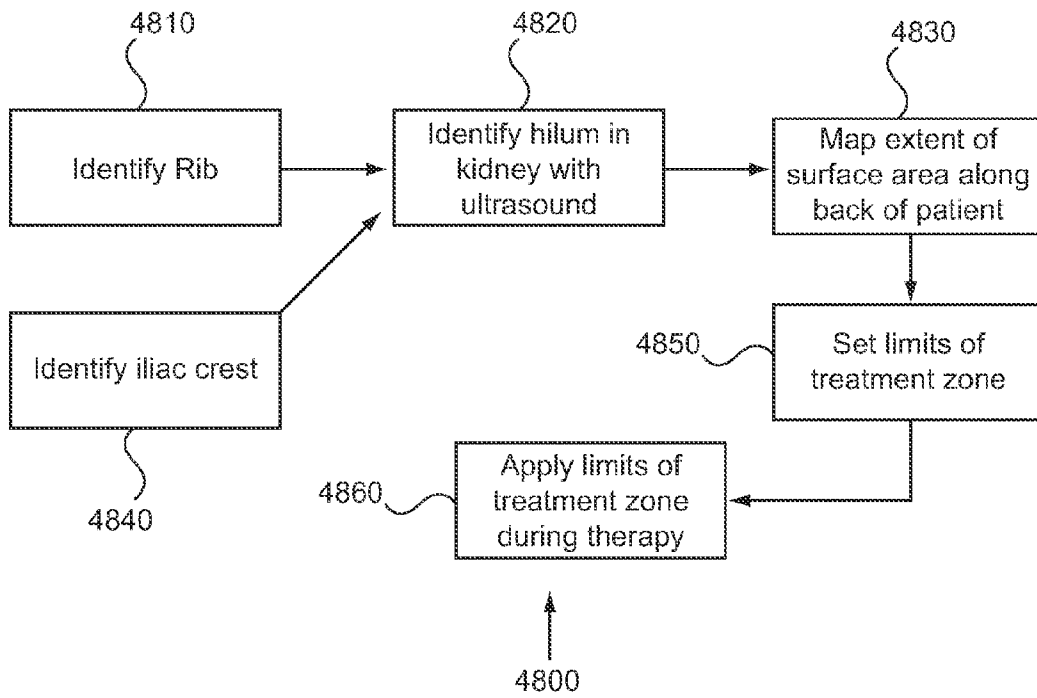 4810
4820
4830
Identify Rib
Identify hilum in
kidney with
ultrasound
Map extent of
surface area along
back of patient
Identify iliac crest
4850
Set limits of
treatment zone
4840
4860
Apply limits of
treatment zone
during therapy
4800